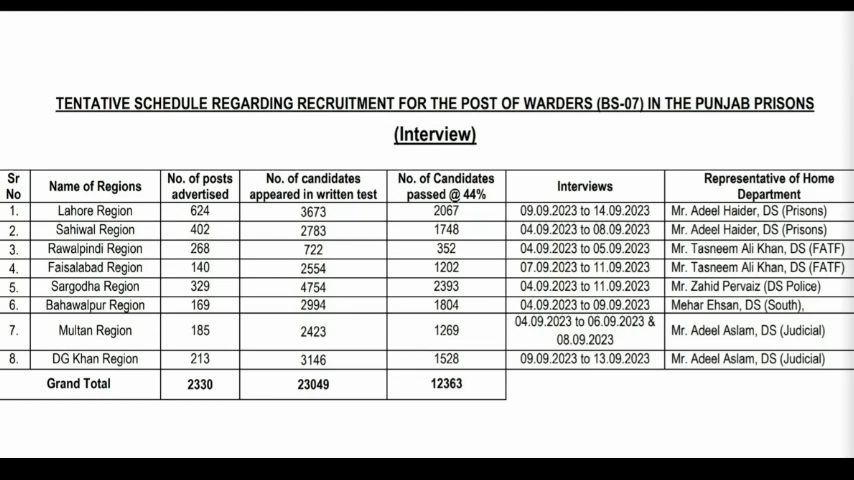 TENTATIVE SCHEDULE REGARDING RECRUITMENT FOR THE POST OF WARDERS (BS-07) IN THE PUNJAB PRISONS
(Interview)
Sr No Name of Regions No. of posts advertised No. of candidates appeared in written test No. of Candidates passed @ 44% Interviews Representative of Home Department
1. Lahore Region 624 3673 2067 09.09.2023 to 14.09.2023 Mr. Adeel Haider, DS (Prisons)
2. Sahiwal Region 402 2783 1748 04.09.2023 to 08.09.2023 Mr. Adeel Haider, DS (Prisons)
3. Rawalpindi Region 268 722 352 04.09.2023 to 05.09.2023 Mr. Tasneem Ali Khan, DS (FATF)
4. Faisalabad Region 140 2554 1202 07.09.2023 to 11.09.2023 Mr. Tasneem Ali Khan, DS (FATF)
5. Sargodha Region 329 4754 2393 04.09.2023 to 11.09.2023 Mr. Zahid Pervaiz (DS Police)
6. Bahawalpur Region 169 2994 1804 04.09.2023 to 09.09.2023 Mehar Ehsan, DS (South),
7. Multan Region 185 2423 1269 04.09.2023 to 06.09.2023 & 08.09.2023 Mr. Adeel Aslam, DS (Judicial)
8. DG Khan Region 213 3146 1528 09.09.2023 to 13.09.2023 Mr. Adeel Aslam, DS (Judicial)
Grand Total 2330 23049 12363